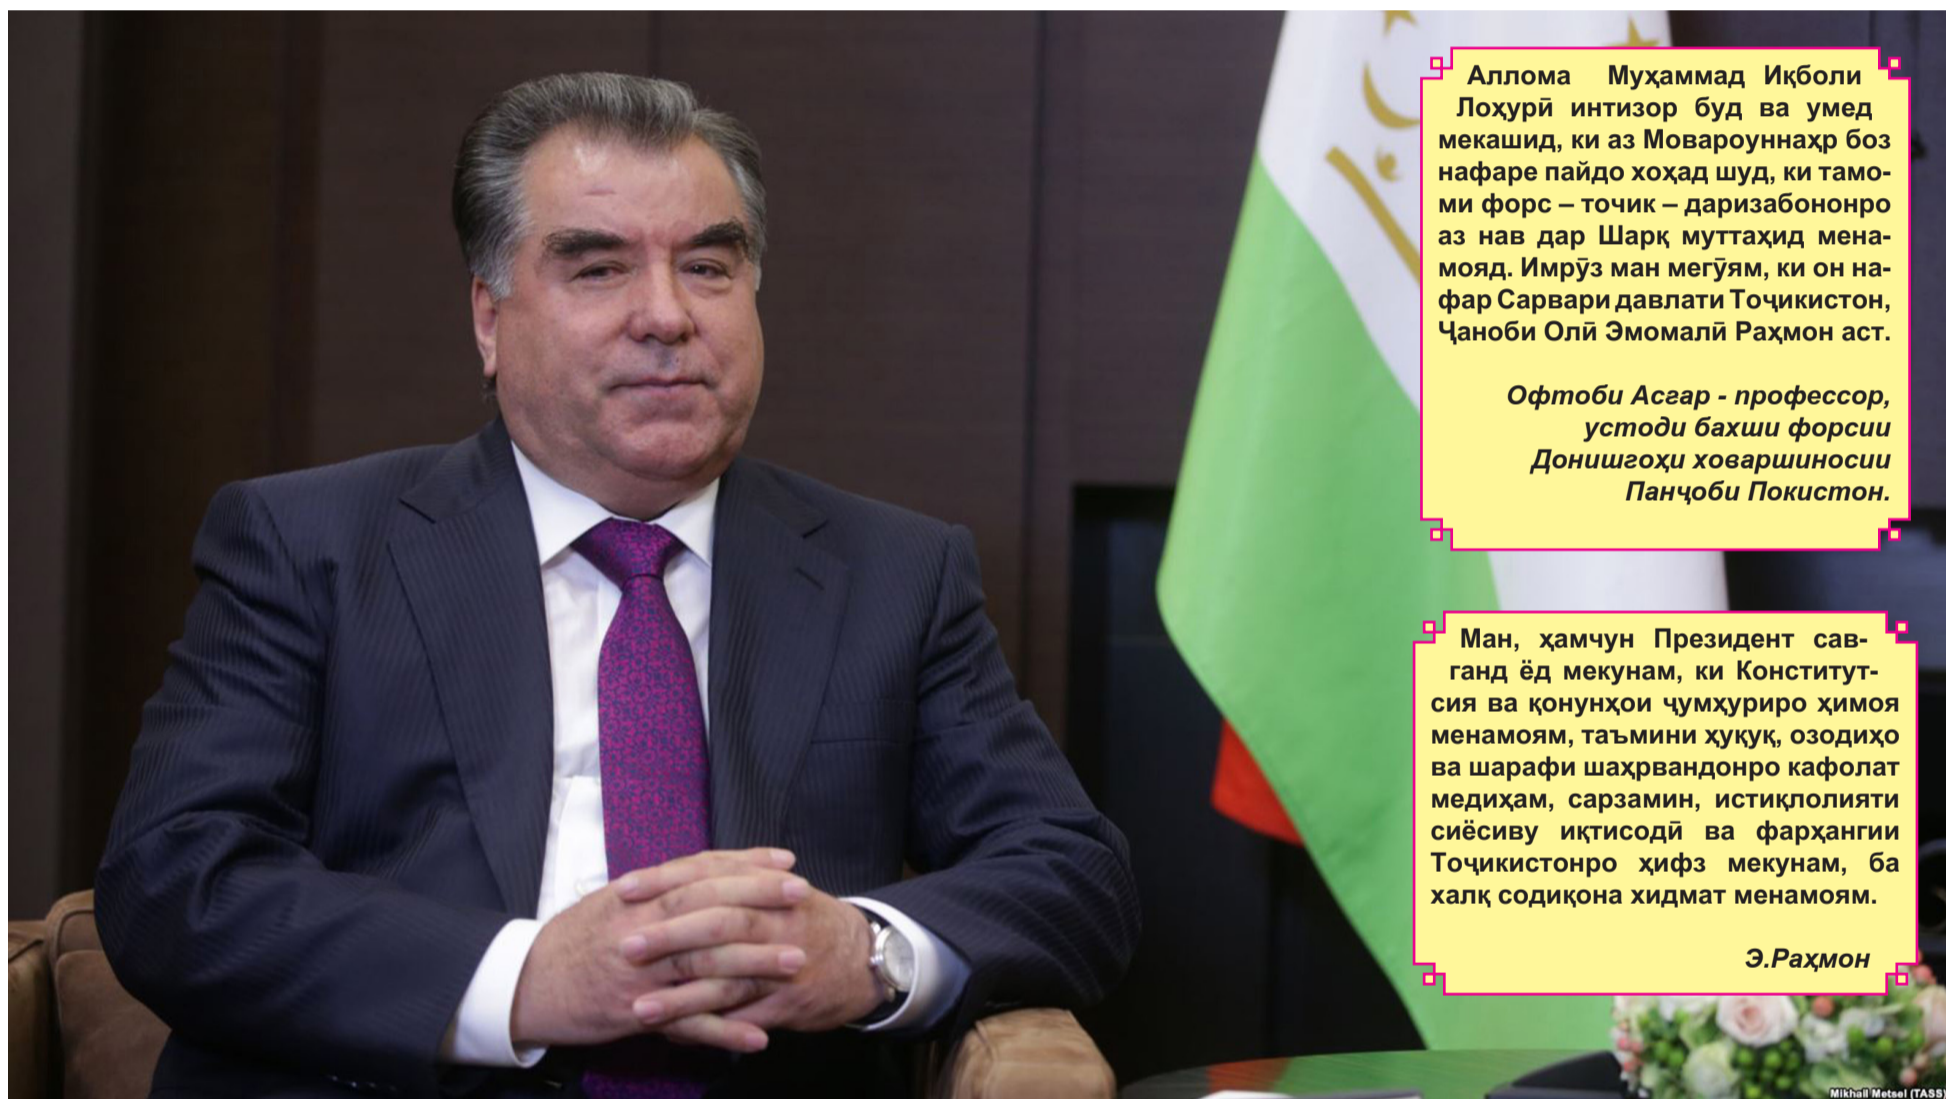 Аллома Муҳаммад Иқболи
Лоҳурӣ интизор буд ва умед
мекашид, ки аз Мовароуннаҳр боз
нафаре пайдо хоҳад шуд, ки тамо-
ми форс – точик – даризабононро
аз нав дар Шарқ муттаҳид мена-
мояд. Имрӯз ман мегӯям, ки он на-
фар Сарвари давлати Тоҷикистон,
Ҷаноби Олӣ Эмомалӣ Раҳмон аст.
Офтоби Асгар - профессор,
устоди бахши форсии
Донишгоҳи ховаршиносии
Панҷоби Покистон.
Ман, ҳамчун Президент сав-
ганд ёд мекунам, ки Конститут-
сия ва қонунҳои ҷумҳуриро ҳимоя
менамоям, таъмини ҳуқуқ, озодиҳо
ва шарафи шаҳрвандонро кафолат
медиҳам, сарзамин, истиқлолияти
сиёсиву иқтисодӣ ва фарҳангии
Тоҷикистонро ҳифз мекунам, ба
халқ содиқона хидмат менамоям.
Э.Раҳмон
Mikhail Metsel (TASS)